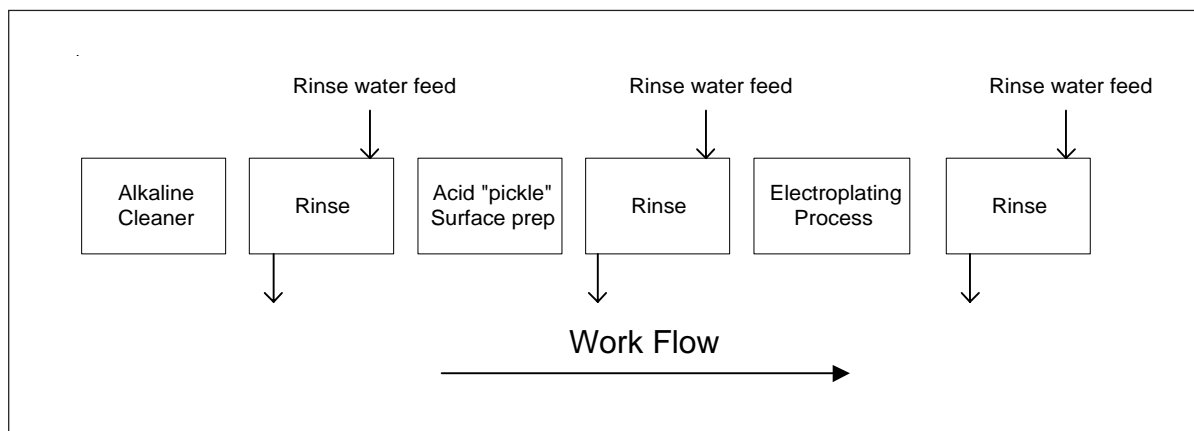 Rinse water feed
Rinse water feed
Rinse water feed
Alkaline
Cleaner
Rinse
Acid "pickle"
Surface prep
Rinse
Electroplating
Process
Rinse
Work Flow